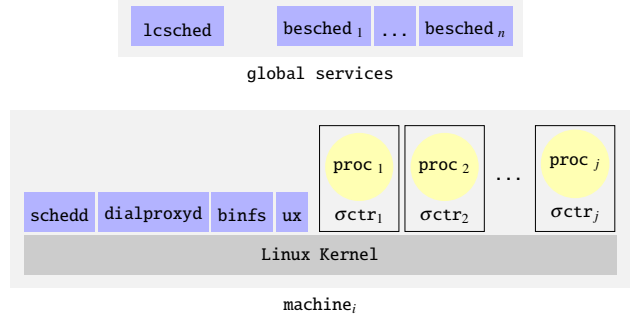 lcsched besched 1 ... besched n
global services
proc 1 proc 2 ... proc j
schedd dialproxyd binfs ux σctr1 σctr2 σctrj
Linux Kernel
machinei